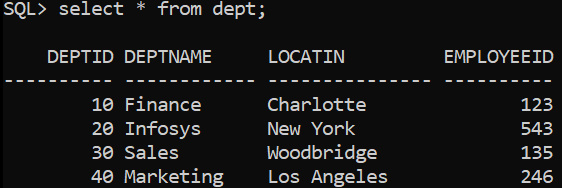 SQL> select * from dept;
DEPTID DEPTNAME LOCATIN EMPLOYEEID
---------- ------------ --------------- ----------
10 Finance Charlotte 123
20 Infosys New York 543
30 Sales Woodbridge 135
40 Marketing Los Angeles 246